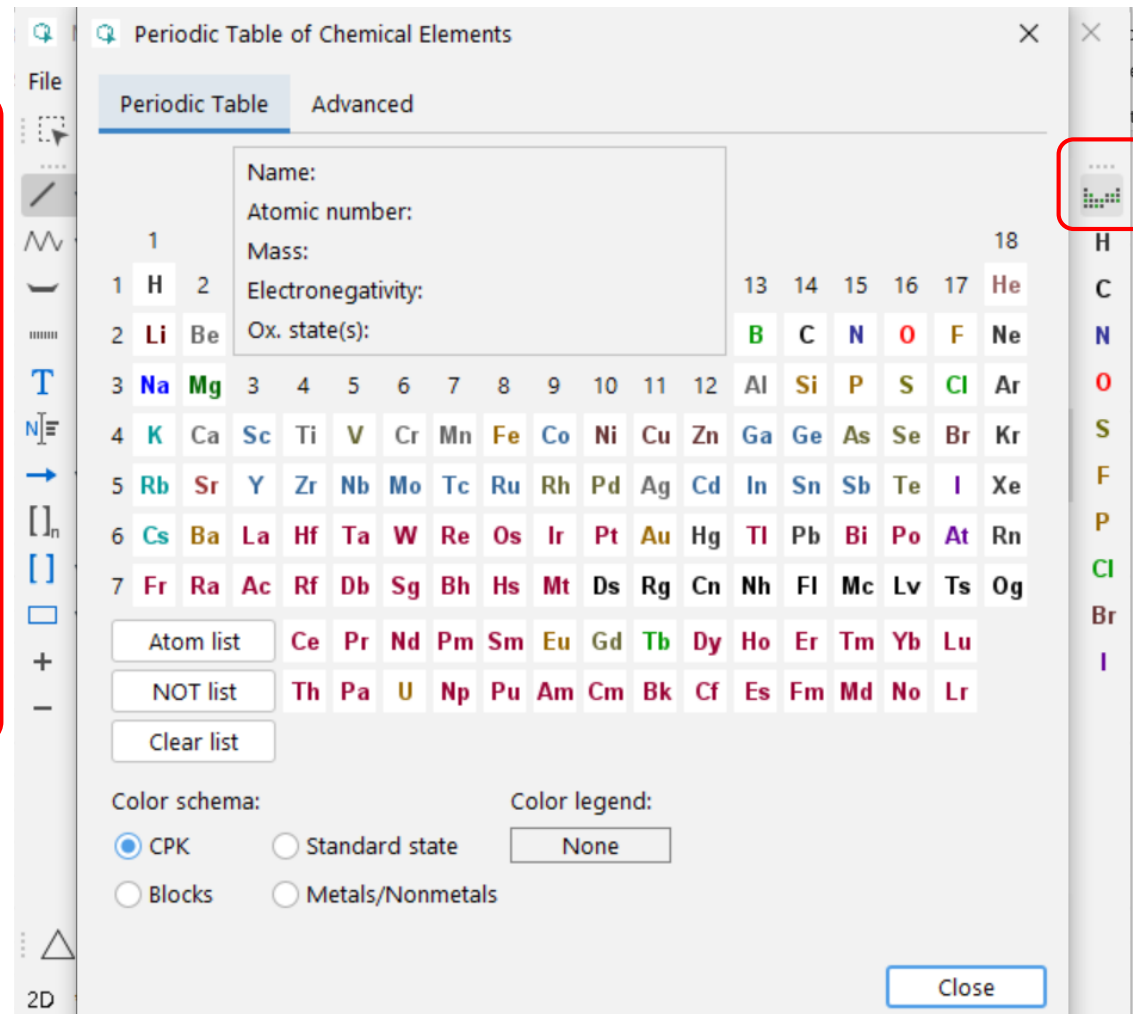 Periodic Table of Chemical Elements
File
Periodic Table Advanced
Name:
Atomic number:
Mass:
Electronegativity:
Ox. state(s):
1 18
1 H 2 13 14 15 16 17 He
2 Li Be B C N O F Ne
3 Na Mg 3 4 5 6 7 8 9 10 11 12 Al Si P S Cl Ar
4 K Ca Sc Ti V Cr Mn Fe Co Ni Cu Zn Ga Ge As Se Br Kr
5 Rb Sr Y Zr Nb Mo Tc Ru Rh Pd Ag Cd In Sn Sb Te I Xe
6 Cs Ba La Hf Ta W Re Os Ir Pt Au Hg Tl Pb Bi Po At Rn
7 Fr Ra Ac Rf Db Sg Bh Hs Mt Ds Rg Cn Nh Fl Mc Lv Ts Og
Atom list Ce Pr Nd Pm Sm Eu Gd Tb Dy Ho Er Tm Yb Lu
NOT list Th Pa U Np Pu Am Cm Bk Cf Es Fm Md No Lr
Clear list
Color schema: Color legend:
CPK Standard state None
Blocks Metals/Nonmetals
Close
T
N
[ ]n
[ ]
+
−
2D
H
C
N
O
S
F
P
Cl
Br
I